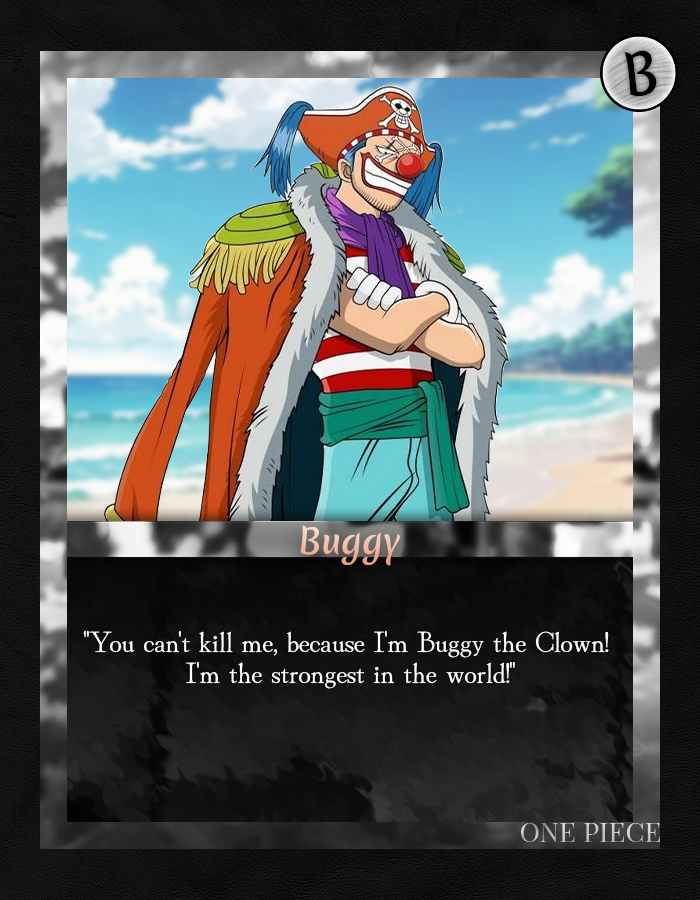 B
Buggy
"You can't kill me, because I'm Buggy the Clown!
I'm the strongest in the world!"
ONE PIECE